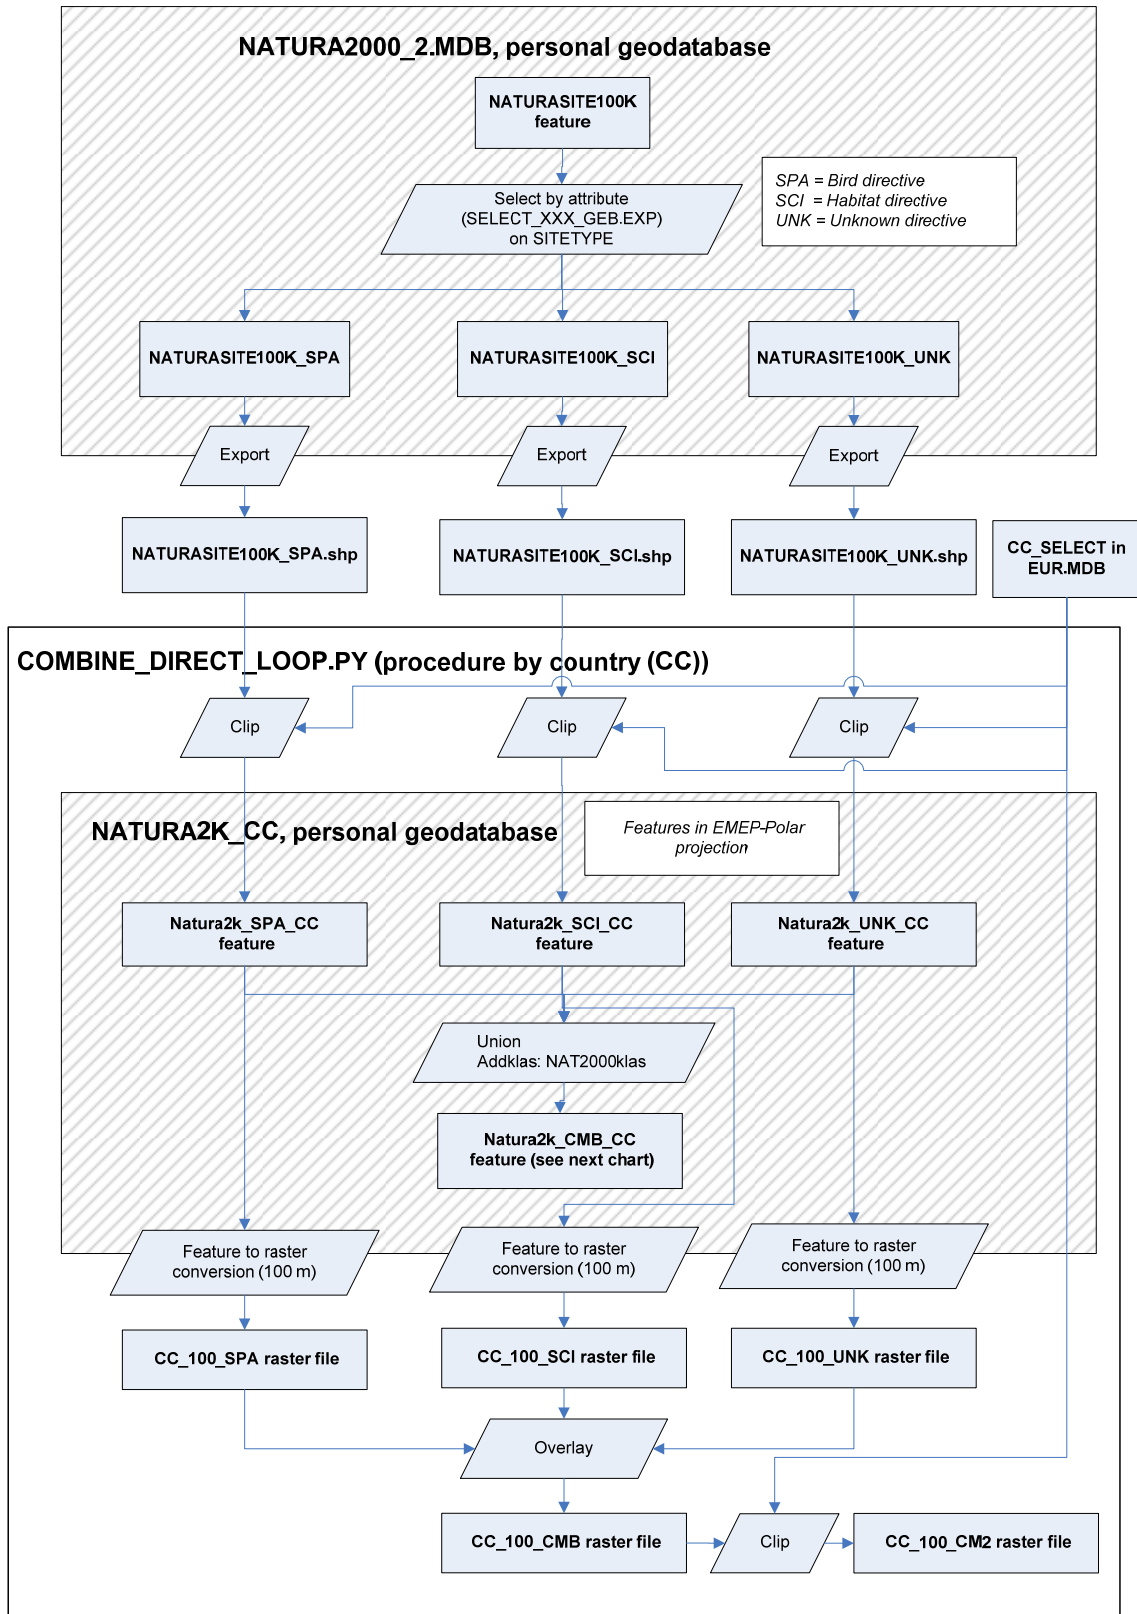 NATURA2000_2.MDB, personal geodatabase
NATURASITE100K
feature
Select by attribute
(SELECT_XXX_GEB.EXP)
on SITETYPE
SPA = Bird directive
SCI = Habitat directive
UNK = Unknown directive
NATURASITE100K_SPA
NATURASITE100K_SCI
NATURASITE100K_UNK
Export
Export
Export
NATURASITE100K_SPA.shp
NATURASITE100K_SCI.shp
NATURASITE100K_UNK.shp
CC_SELECT in
EUR.MDB
COMBINE_DIRECT_LOOP.PY (procedure by country (CC))
Clip
Clip
Clip
NATURA2K_CC, personal geodatabase
Features in EMEP-Polar
projection
Natura2k_SPA_CC
feature
Natura2k_SCI_CC
feature
Natura2k_UNK_CC
feature
Union
Addklas: NAT2000klas
Natura2k_CMB_CC
feature (see next chart)
Feature to raster
conversion (100 m)
Feature to raster
conversion (100 m)
Feature to raster
conversion (100 m)
CC_100_SPA raster file
CC_100_SCI raster file
CC_100_UNK raster file
Overlay
CC_100_CMB raster file
Clip
CC_100_CM2 raster file